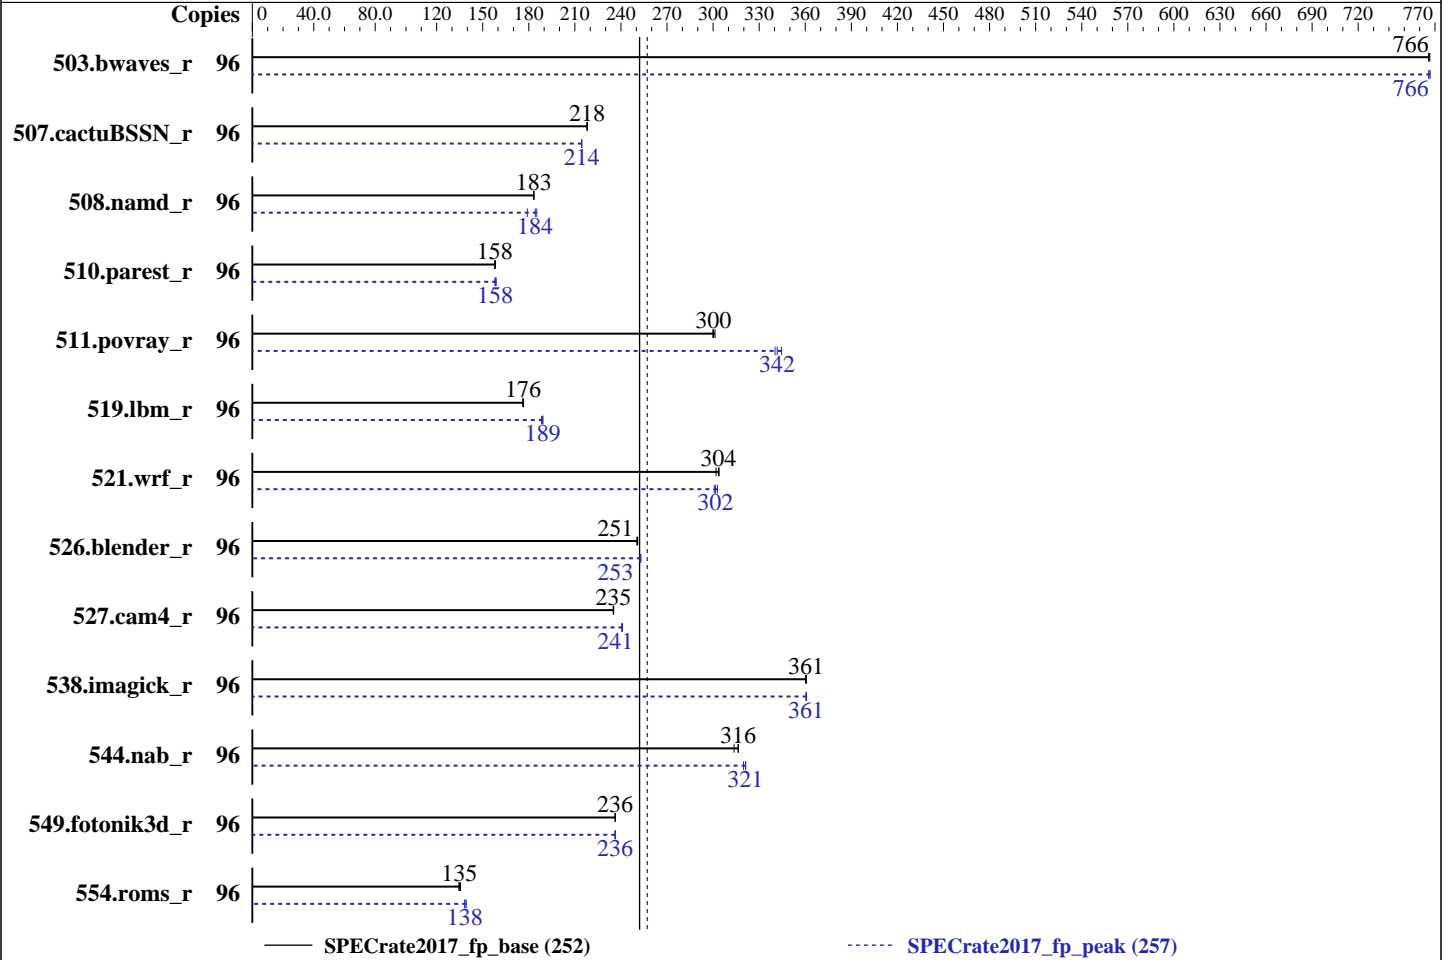 Copies 0 40.0 80.0 120 150 180 210 240 270 300 330 360 390 420 450 480 510 540 570 600 630 660 690 720 770
766
503.bwaves_r 96
766
218
507.cactuBSSN_r 96
214
183
508.namd_r 96
184
158
510.parest_r 96
158
300
511.povray_r 96
342
176
519.lbm_r 96
189
304
521.wrf_r 96
302
251
526.blender_r 96
253
235
527.cam4_r 96
241
361
538.imagick_r 96
361
316
544.nab_r 96
321
236
549.fotonik3d_r 96
236
135
554.roms_r 96
138
SPECrate2017_fp_base (252) SPECrate2017_fp_peak (257)